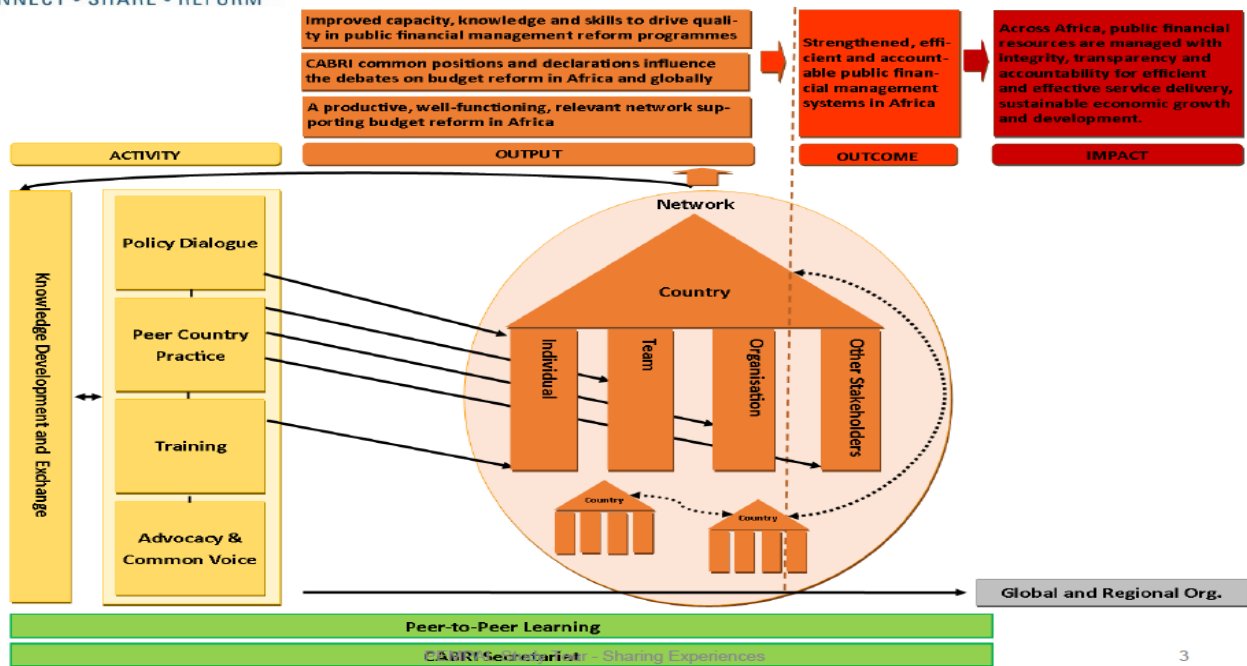 NNECT • SHARE • REFORM
Improved capacity, knowledge and skills to drive quali-
ty in public financial management reform programmes
CABRI common positions and declarations influence
the debates on budget reform in Africa and globally
A productive, well-functioning, relevant network sup-
porting budget reform in Africa
Strengthened, effi-
cient and account-
able public finan-
cial management
systems in Africa
Across Africa, public financial
resources are managed with
integrity, transparency and
accountability for efficient
and effective service delivery,
sustainable economic growth
and development.
ACTIVITY
OUTPUT
OUTCOME
IMPACT
Knowledge Development and Exchange
Policy Dialogue
Peer Country
Practice
Training
Advocacy &
Common Voice
Network
Country
Individual
Team
Organisation
Other Stakeholders
Country
Country
Global and Regional Org.
Peer-to-Peer Learning
CABRI Secretariat
Tour - Sharing Experiences
3